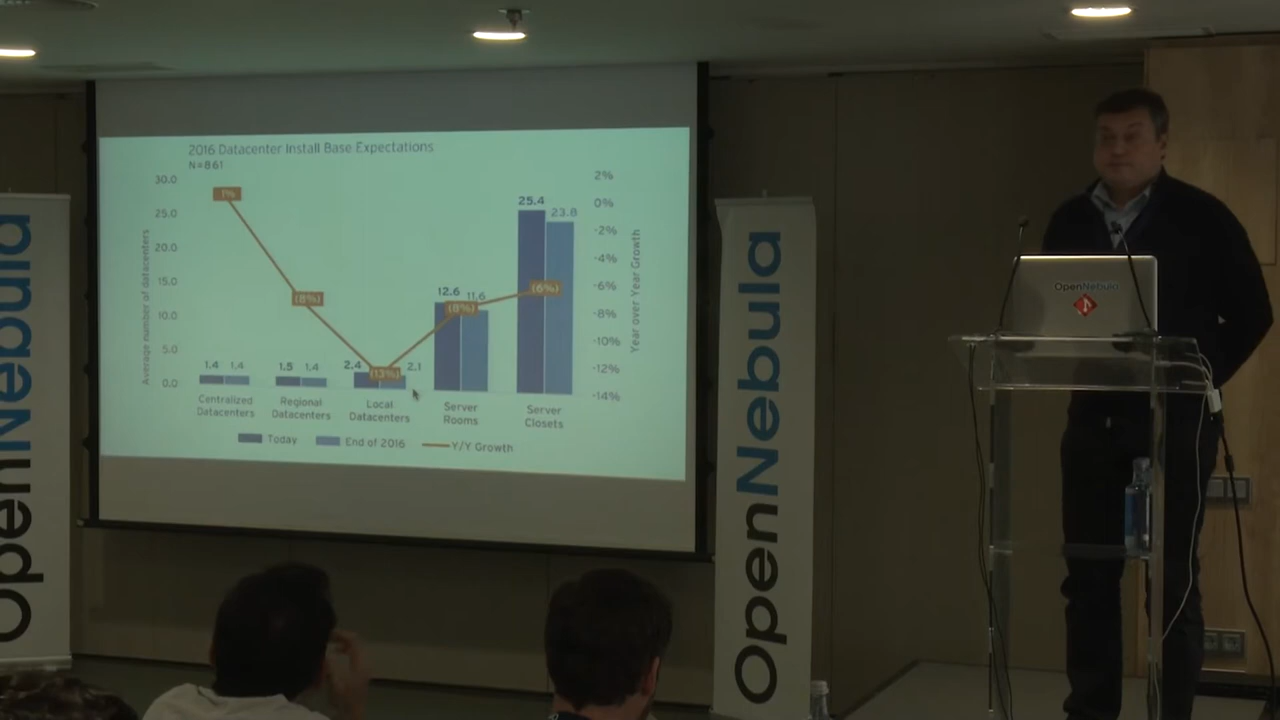 2016 Datacenter Install Base Expectations
N=861
30.0
25.0
20.0
15.0
10.0
5.0
0.0
Average number of datacenters
2%
0%
-2%
-4%
-6%
-8%
-10%
-12%
-14%
Year over Year Growth
1%
(8%)
(13%)
(8%)
(6%)
1.4
1.4
1.5
1.4
2.4
2.1
12.6
11.6
25.4
23.8
Centralized
Datacenters
Regional
Datacenters
Local
Datacenters
Server
Rooms
Server
Closets
Today
End of 2016
Y/Y Growth
OpenNebula
OpenNebula
OpenNebula